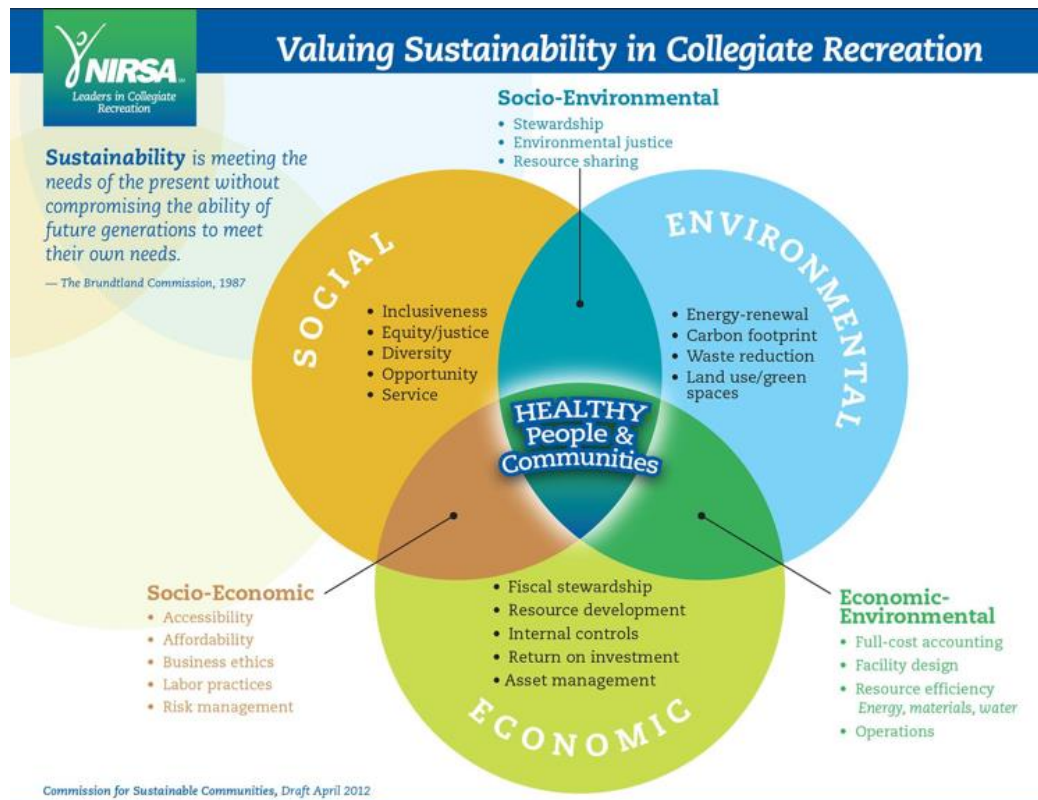 NIRSA
Leaders in Collegiate
Recreation
Valuing Sustainability in Collegiate Recreation
Sustainability is meeting the
needs of the present without
compromising the ability of
future generations to meet
their own needs.
— The Brundtland Commission, 1987
Socio-Environmental
• Stewardship
• Environmental justice
• Resource sharing
SOCIAL
• Inclusiveness
• Equity/justice
• Diversity
• Opportunity
• Service
ENVIRONMENTAL
• Energy-renewal
• Carbon footprint
• Waste reduction
• Land use/green
spaces
HEALTHY
People &
Communities
Socio-Economic
• Accessibility
• Affordability
• Business ethics
• Labor practices
• Risk management
• Fiscal stewardship
• Resource development
• Internal controls
• Return on investment
• Asset management
ECONOMIC
Economic-
Environmental
• Full-cost accounting
• Facility design
• Resource efficiency
Energy, materials, water
• Operations
Commission for Sustainable Communities, Draft April 2012